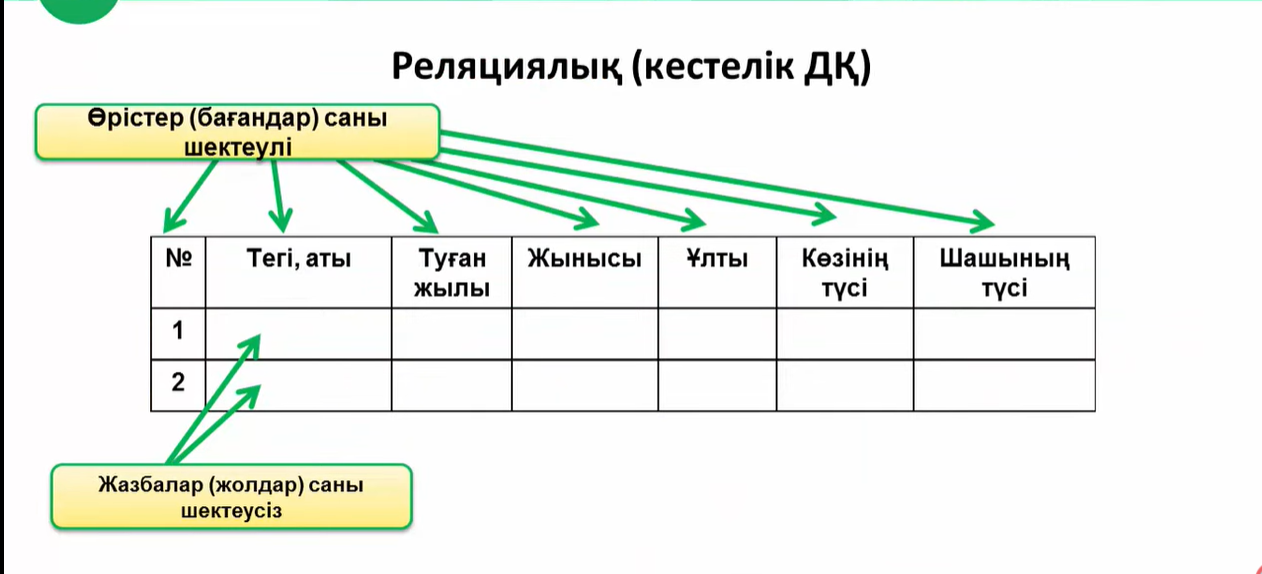 Реляциялық (кестелік ДҚ)
Өрістер (бағандар) саны
шектеулі
№ Тегі, аты Туған жылы Жынысы Ұлты Көзінің түсі Шашының түсі
1
2
Жазбалар (жолдар) саны
шектеусіз